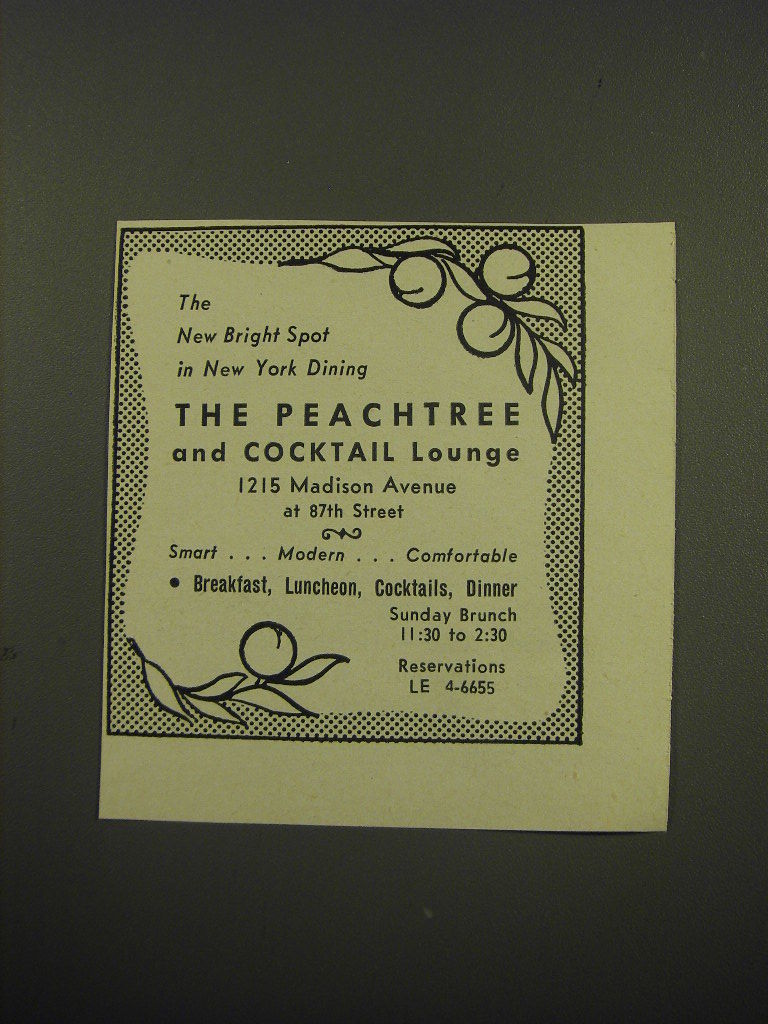 The
New Bright Spot
in New York Dining
THE PEACHTREE
and COCKTAIL Lounge
1215 Madison Avenue
at 87th Street
Smart . . . Modern . . . Comfortable
• Breakfast, Luncheon, Cocktails, Dinner
Sunday Brunch
11:30 to 2:30
Reservations
LE 4-6655